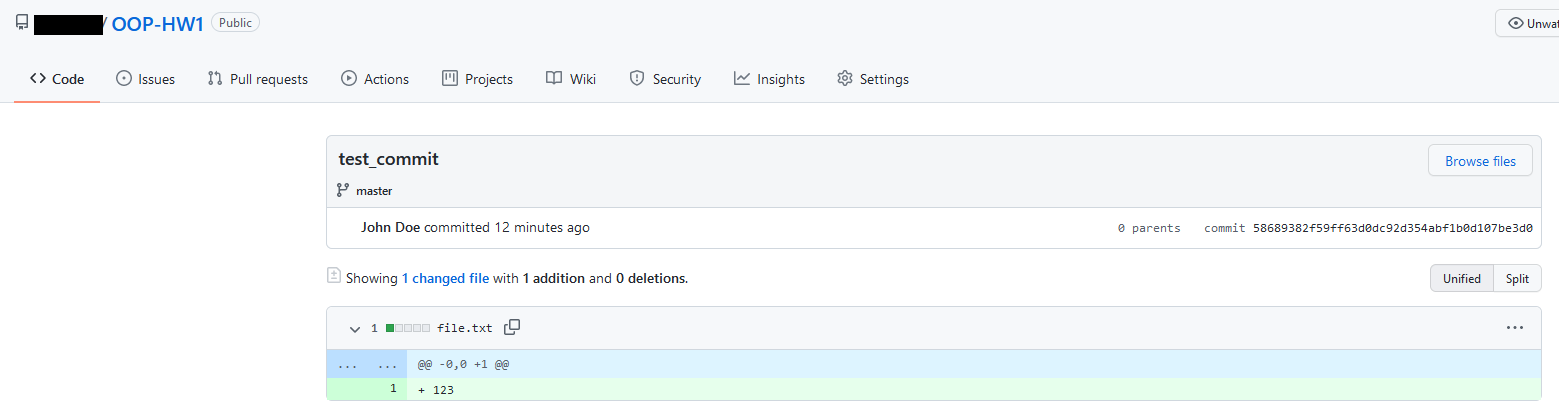 / OOP-HW1 Public Unwat
Code Issues Pull requests Actions Projects Wiki Security Insights Settings
test_commit
Browse files
master
John Doe committed 12 minutes ago 0 parents commit 58689382f59ff63d0dc92d354abf1b0d107be3d0
Showing 1 changed file with 1 addition and 0 deletions.
Unified Split
1 file.txt ...
... ... @@ -0,0 +1 @@
1 + 123